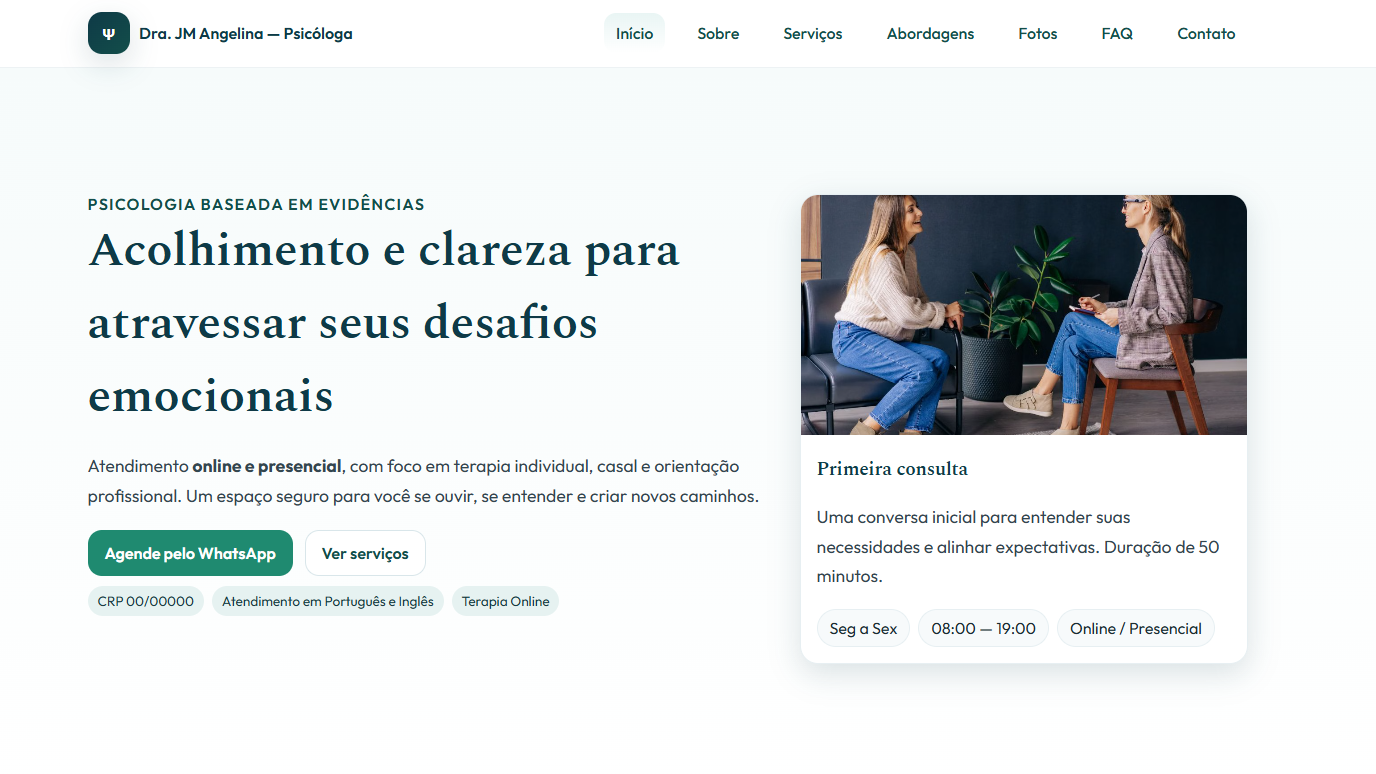 Ψ
Dra. JM Angelina — Psicóloga
Início
Sobre
Serviços
Abordagens
Fotos
FAQ
Contato
PSICOLOGIA BASEADA EM EVIDÊNCIAS
Acolhimento e clareza para
atravessar seus desafios
emocionais
Atendimento online e presencial, com foco em terapia individual, casal e orientação
profissional. Um espaço seguro para você se ouvir, se entender e criar novos caminhos.
Agende pelo WhatsApp
Ver serviços
CRP 00/00000
Atendimento em Português e Inglês
Terapia Online
Primeira consulta
Uma conversa inicial para entender suas
necessidades e alinhar expectativas. Duração de 50
minutos.
Seg a Sex
08:00 — 19:00
Online / Presencial